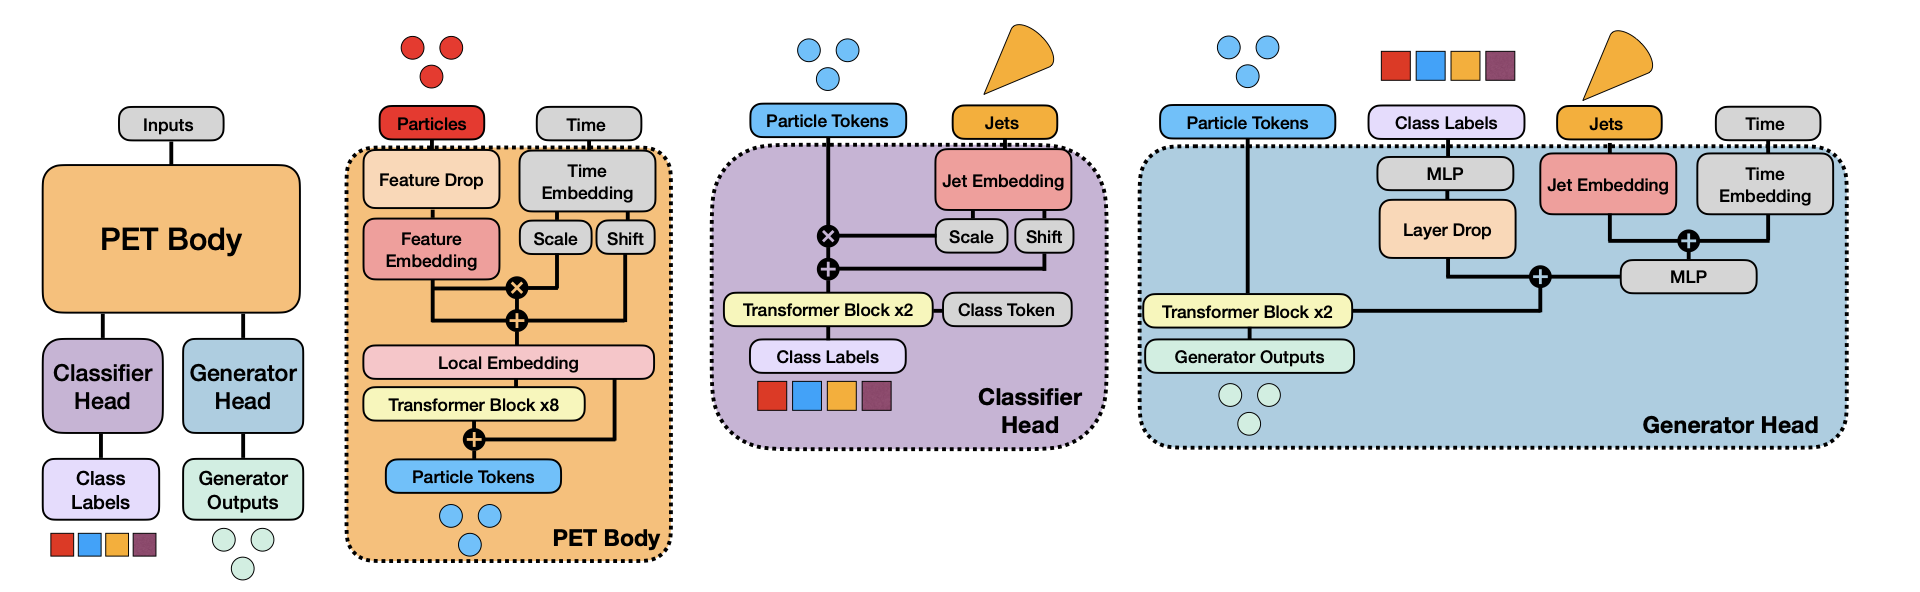 Inputs
PET Body
Classifier
Head
Generator
Head
Class
Labels
Generator
Outputs
Particles
Time
Feature Drop
Time
Embedding
Feature
Embedding
Scale
Shift
Local Embedding
Transformer Block x8
Particle Tokens
PET Body
Particle Tokens
Jets
Jet Embedding
Scale
Shift
Transformer Block x2
Class Token
Class Labels
Classifier
Head
Particle Tokens
Class Labels
Jets
Time
MLP
Jet Embedding
Time
Embedding
Layer Drop
MLP
Transformer Block x2
Generator Outputs
Generator Head